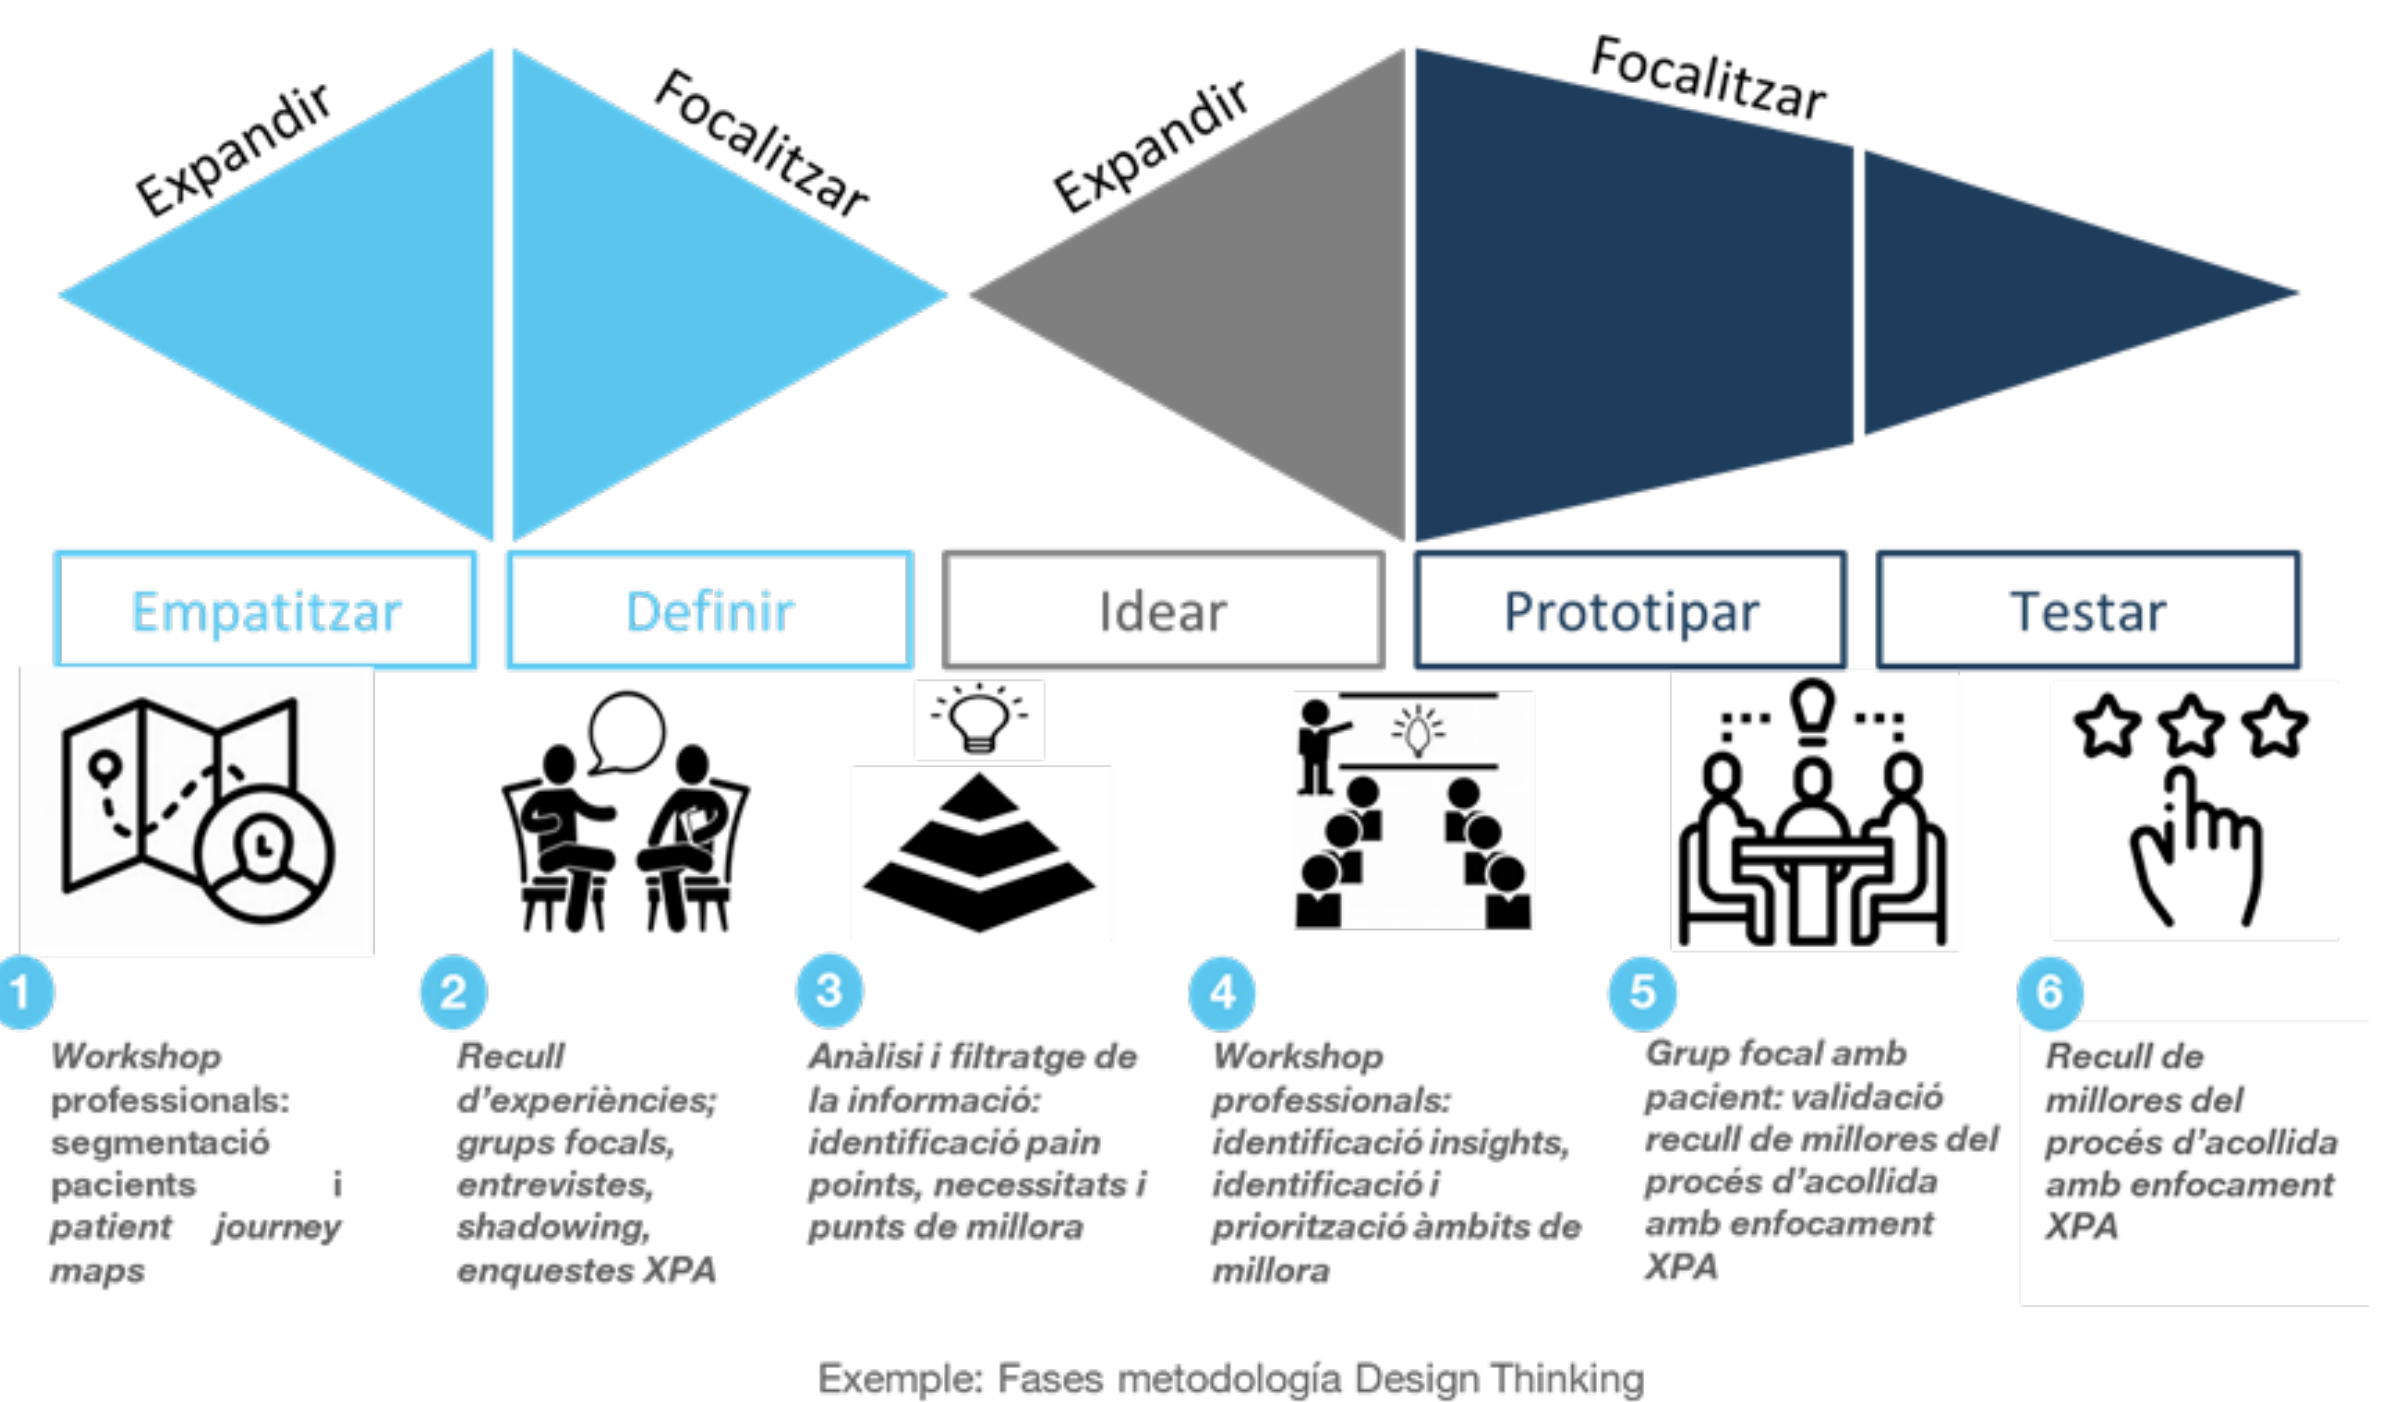 Expandir
Focalitzar
Expandir
Focalitzar
Empatitzar
Definir
Idear
Prototipar
Testar
1
Workshop
professionals:
segmentació
pacients i
patient journey
maps
2
Recull
d'experiències;
grups focals,
entrevistes,
shadowing,
enquestes XPA
3
Anàlisi i filtratge de
la informació:
identificació pain
points, necessitats i
punts de millora
4
Workshop
professionals:
identificació insights,
identificació i
priorització àmbits de
millora
5
Grup focal amb
pacient: validació
recull de millores del
procés d'acollida
amb enfocament
XPA
6
Recull de
millores del
procés d'acollida
amb enfocament
XPA
Exemple: Fases metodología Design Thinking